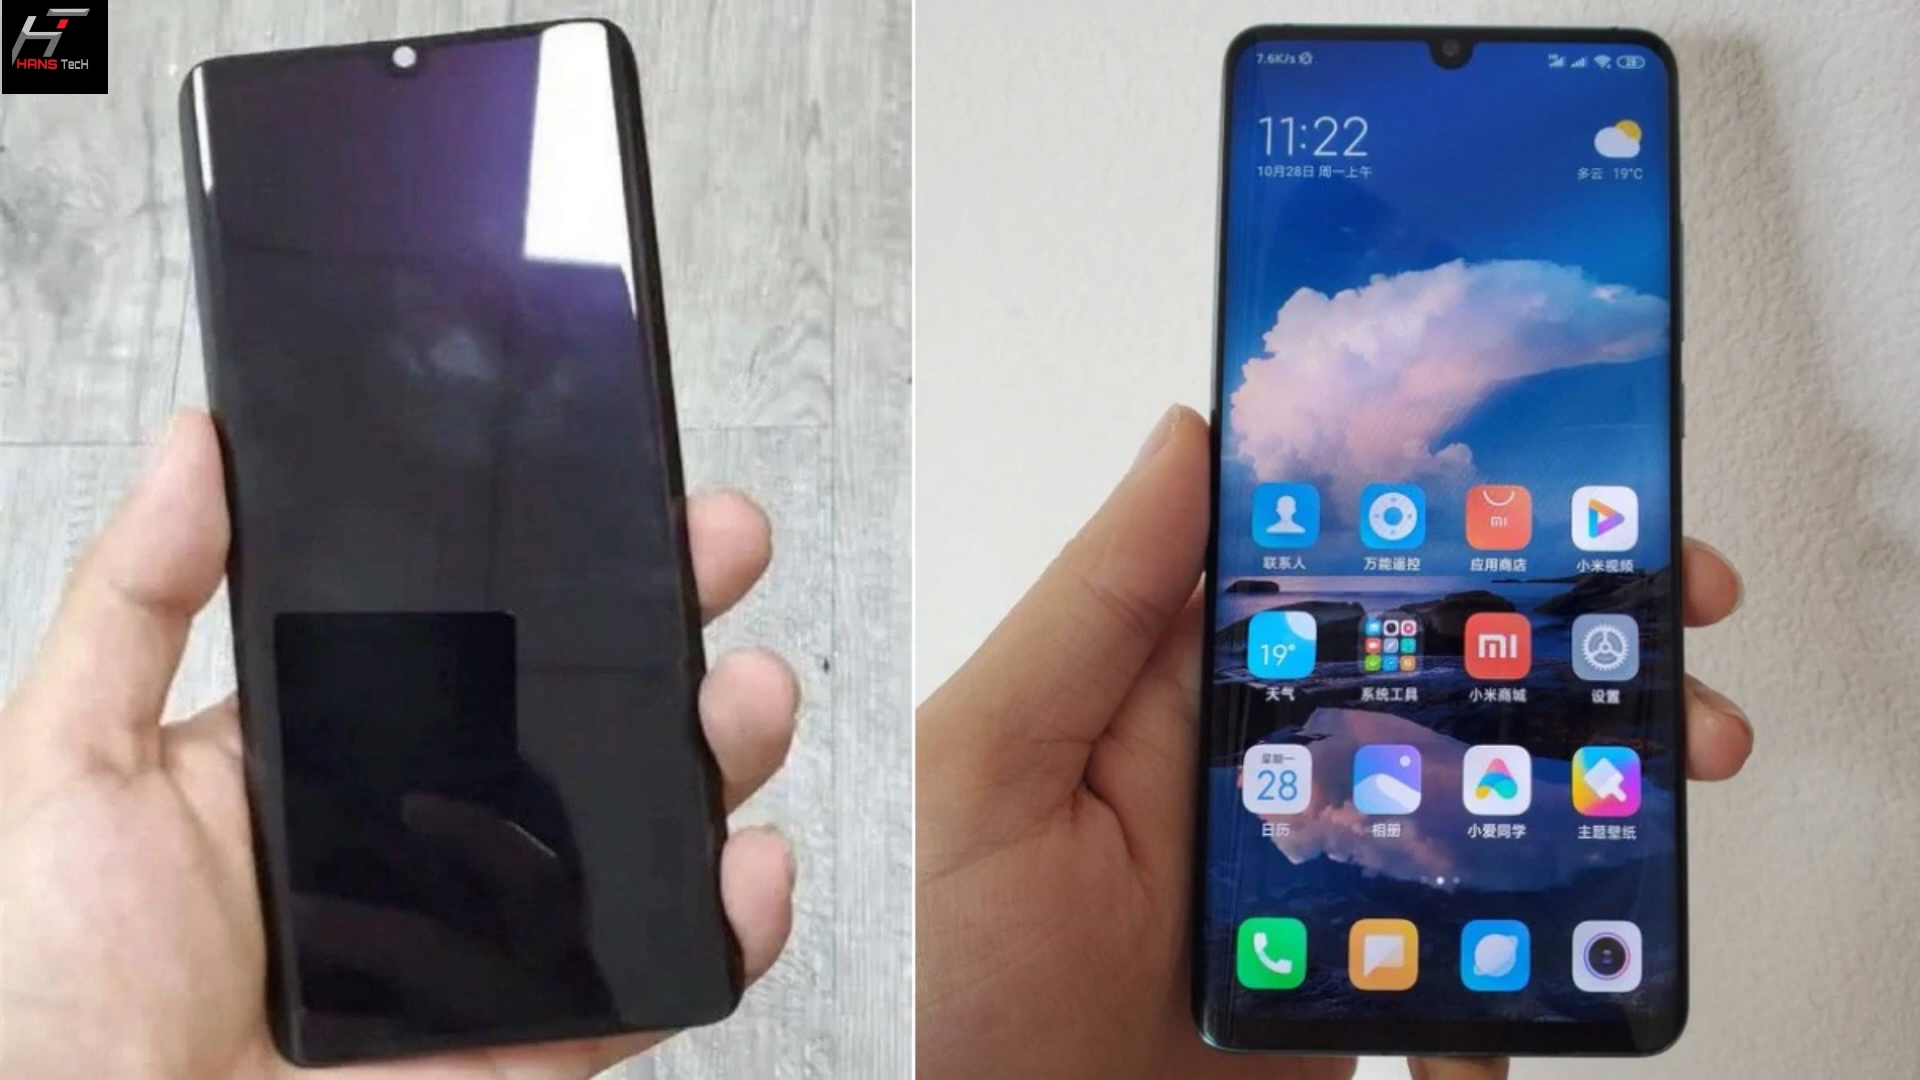 HANS TecH
7.6K/s
11:22
10月28日 周一上午
多云 19°C
联系人
万能遥控
mi
应用商店
小米视频
19°
天气
系统工具
mi
小米商城
设置
星期一
28
日历
相册
小爱同学
主题壁纸